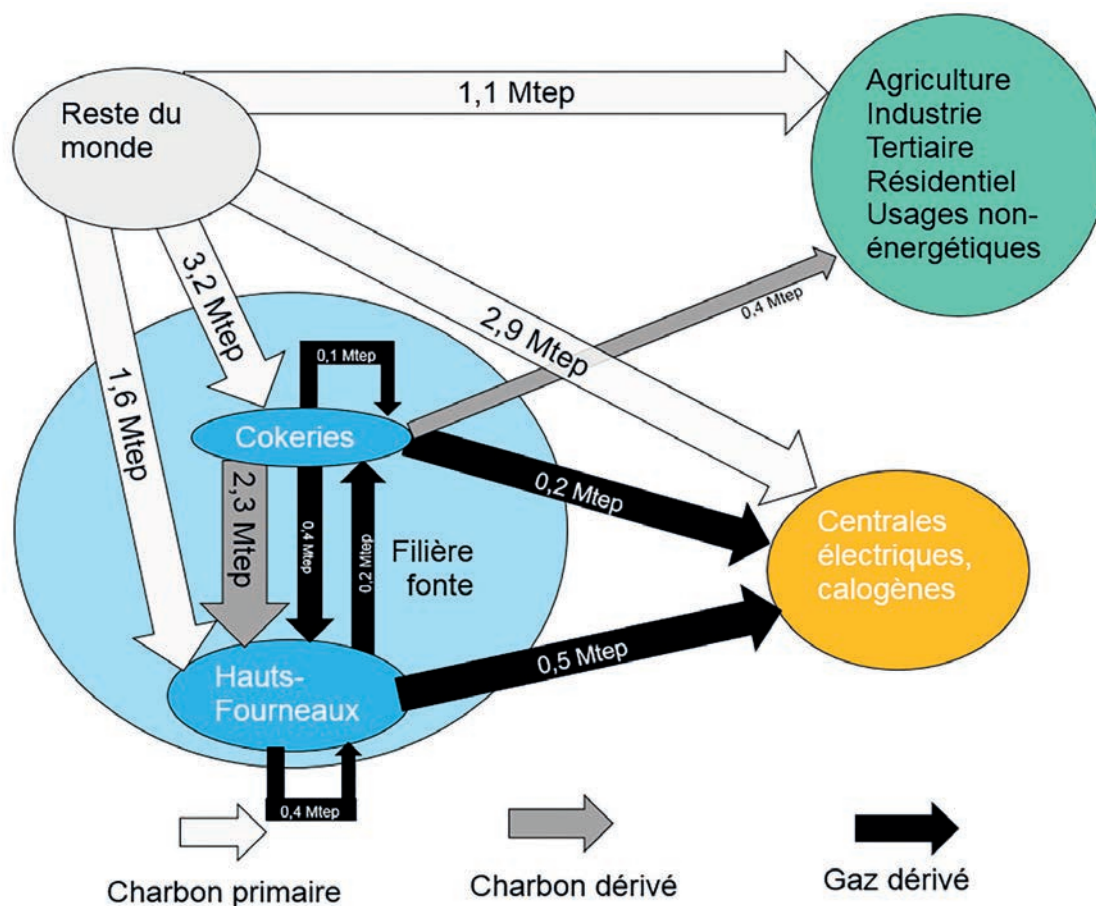 Reste du
monde
1,1 Mtep
Agriculture
Industrie
Tertiaire
Résidentiel
Usages non-
énergétiques
3,2 Mtep
2,9 Mtep
0,4 Mtep
1,6 Mtep
0,1 Mtep
Cokeries
2,3 Mtep
0,4 Mtep
0,2 Mtep
Filière
fonte
0,2 Mtep
Centrales
électriques,
calogènes
Hauts-
Fourneaux
0,5 Mtep
0,4 Mtep
Charbon primaire
Charbon dérivé
Gaz dérivé